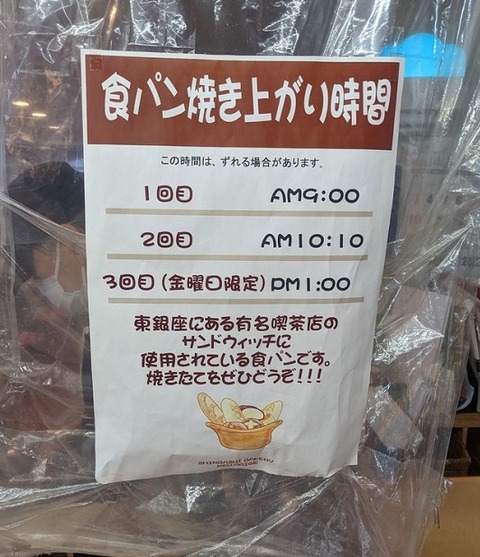 食パン焼き上がり時間
この時間は、ずれる場合があります。
1回目 AM9:00
2回目 AM10:10
3回目(金曜日限定) PM1:00
東銀座にある有名喫茶店の
サンドウィッチに
使用されている食パンです。
焼きたてをぜひどうぞ!!!
SHINBASHI BAKERY